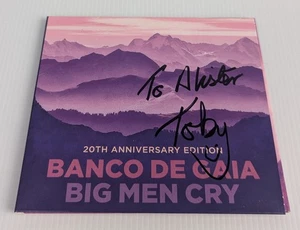 To Alister
Toby
20TH ANNIVERSARY EDITION
BANCO DE GAIA
BIG MEN CRY